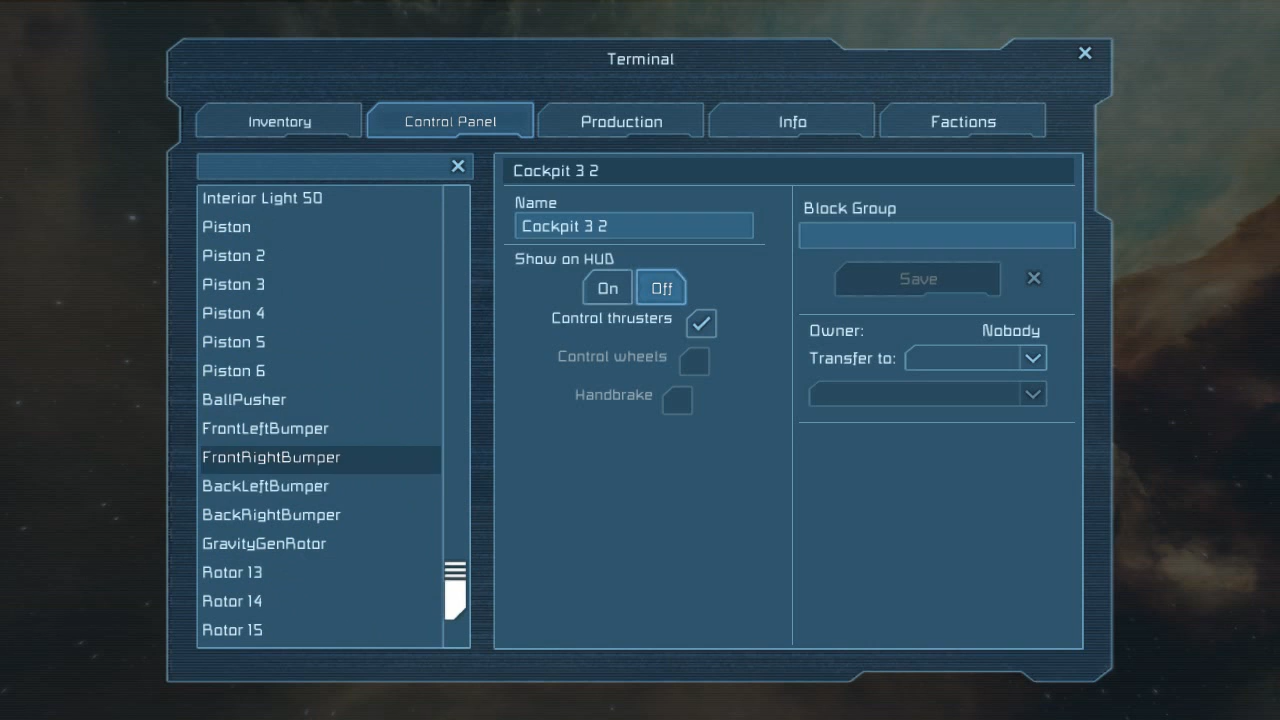 Terminal
Inventory
Control Panel
Production
Info
Factions
Interior Light 50
Piston
Piston 2
Piston 3
Piston 4
Piston 5
Piston 6
BallPusher
FrontLeftBumper
FrontRightBumper
BackLeftBumper
BackRightBumper
GravityGenRotor
Rotor 13
Rotor 14
Rotor 15
Cockpit 3 2
Name
Cockpit 3 2
Show on HUD
On
Off
Control thrusters
Control wheels
Handbrake
Block Group
Save
Owner: Nobody
Transfer to: